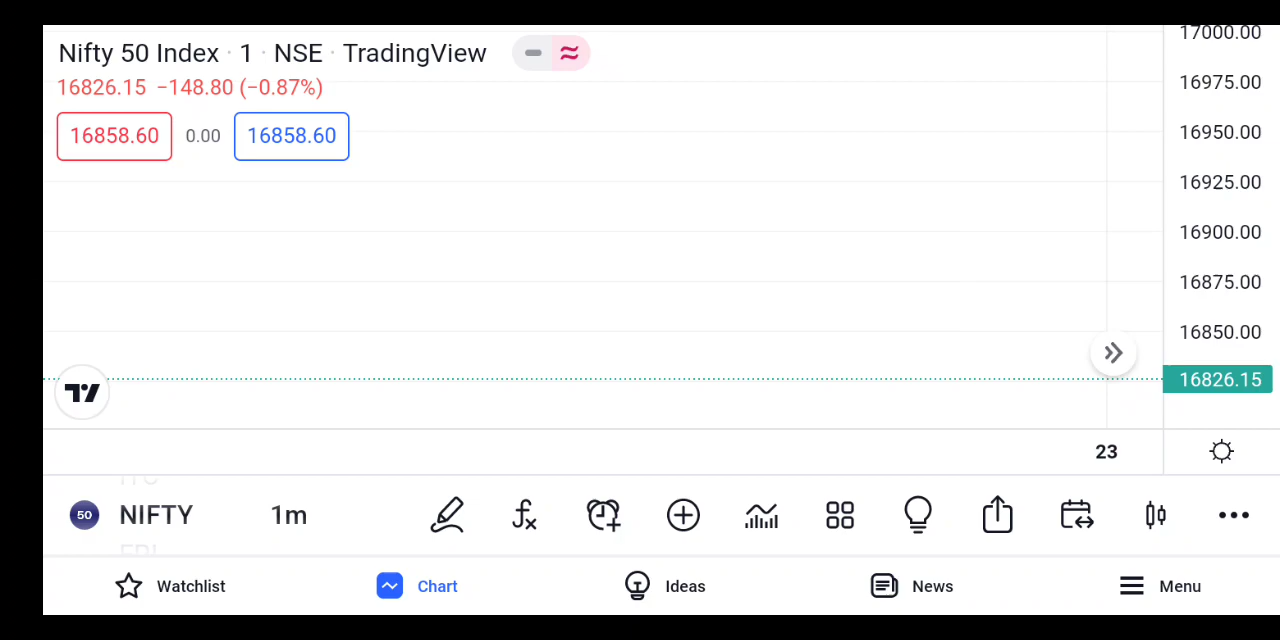 Nifty 50 Index · 1 · NSE · TradingView
16826.15 −148.80 (−0.87%)
16858.60 0.00 16858.60
17000.00
16975.00
16950.00
16925.00
16900.00
16875.00
16850.00
16826.15
23
50 NIFTY 1m
Watchlist Chart Ideas News Menu